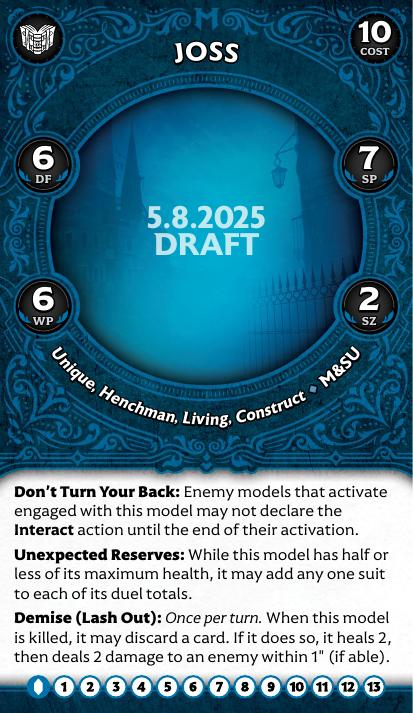 JOSS
10
COST
6
DF
7
SP
5.8.2025
DRAFT
6
WP
2
SZ
Unique, Henchman, Living, Construct ◆ M&SU
Don’t Turn Your Back: Enemy models that activate
engaged with this model may not declare the
Interact action until the end of their activation.
Unexpected Reserves: While this model has half or
less of its maximum health, it may add any one suit
to each of its duel totals.
Demise (Lash Out): Once per turn. When this model
is killed, it may discard a card. If it does so, it heals 2,
then deals 2 damage to an enemy within 1" (if able).
1 2 3 4 5 6 7 8 9 10 11 12 13